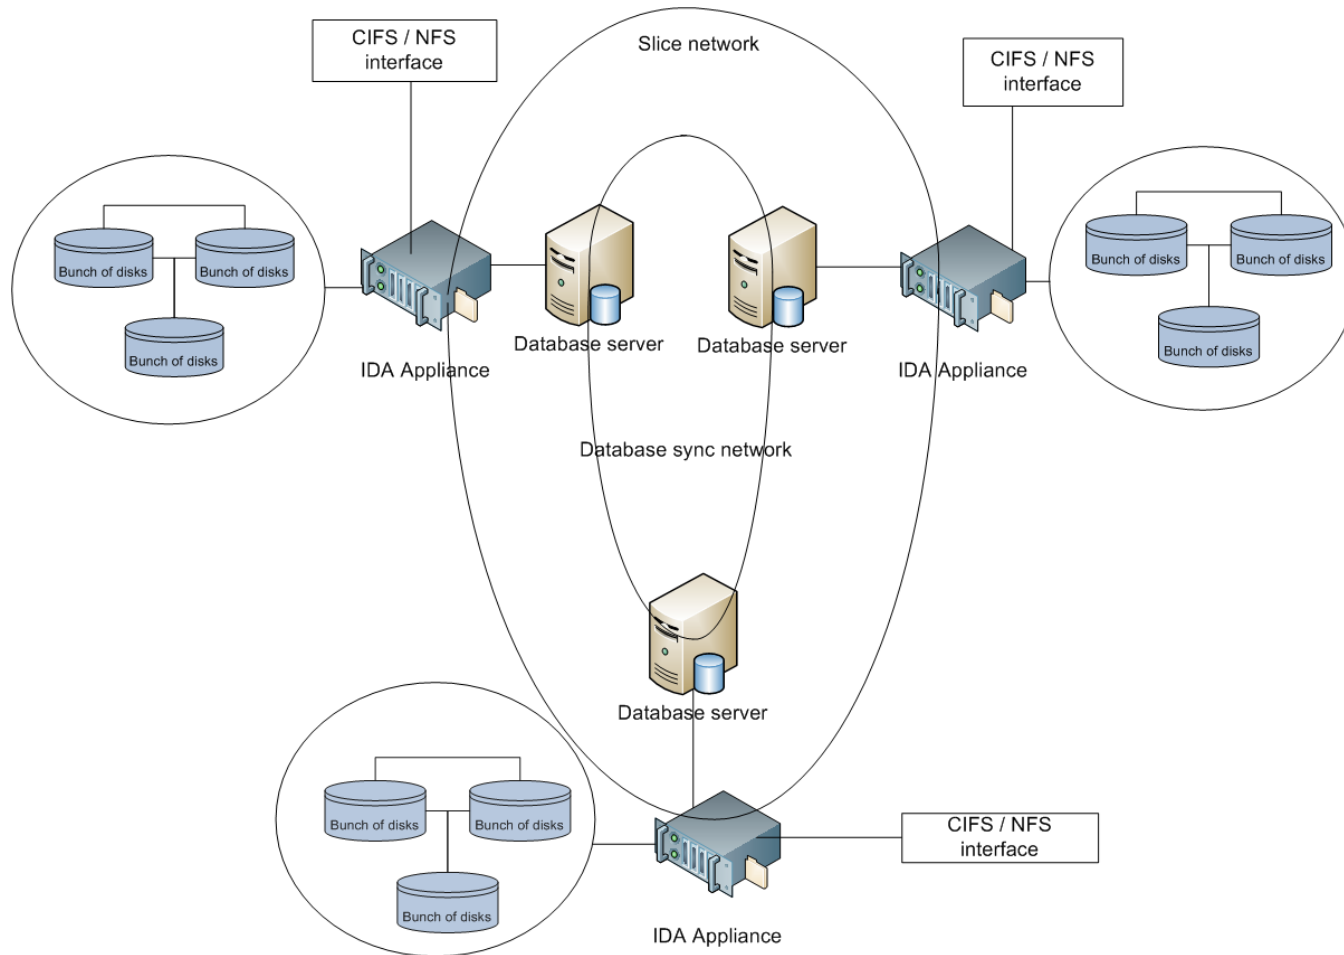 CIFS / NFS
interface
Slice network
CIFS / NFS
interface
Bunch of disks
Bunch of disks
Bunch of disks
Database server
IDA Appliance
Database server
IDA Appliance
Bunch of disks
Bunch of disks
Bunch of disks
Database sync network
Database server
Bunch of disks
Bunch of disks
Bunch of disks
CIFS / NFS
interface
IDA Appliance